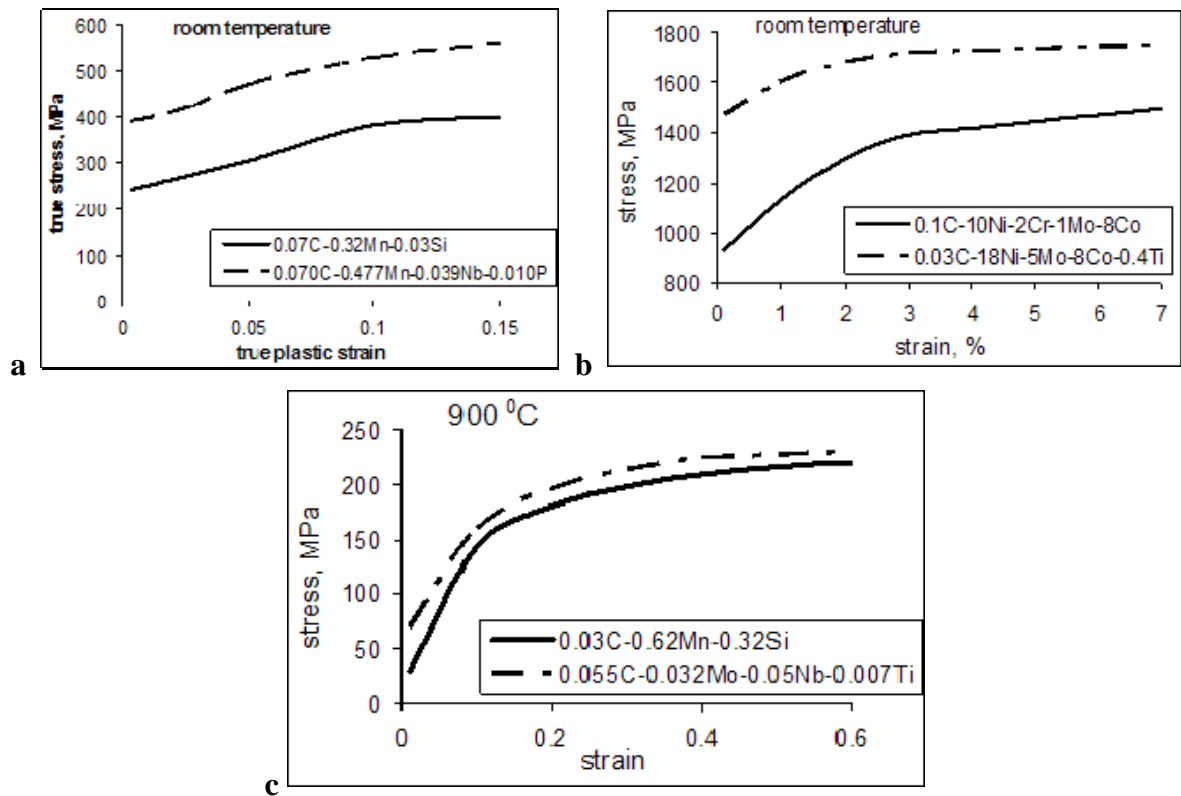 600
room temperature
500
400
300
200
100
0
true stress, MPa
0.07C-0.32Mn-0.03Si
0.070C-0.477Mn-0.039Nb-0.010P
0 0.05 0.1 0.15
true plastic strain
a
room temperature
1800
1600
1400
1200
1000
800
stress, MPa
0.1C-10Ni-2Cr-1Mo-8Co
0.03C-18Ni-5Mo-8Co-0.4Ti
0 1 2 3 4 5 6 7
strain, %
b
900 ⁰C
250
200
150
100
50
0
stress, MPa
0.03C-0.62Mn-0.32Si
0.055C-0.032Mo-0.05Nb-0.007Ti
0 0.2 0.4 0.6
strain
c